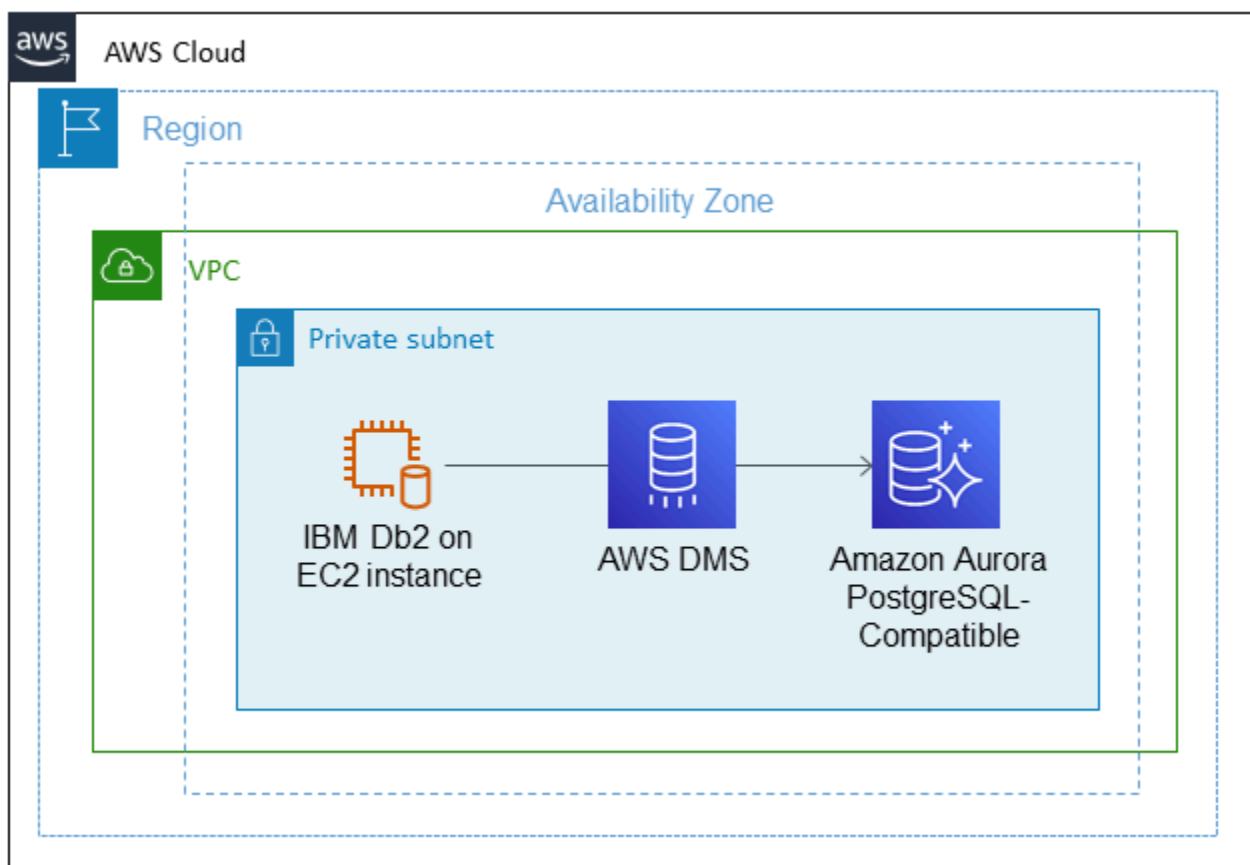 aws
AWS Cloud
Region
Availability Zone
VPC
Private subnet
IBM Db2 on
EC2 instance
AWS DMS
Amazon Aurora
PostgreSQL-
Compatible